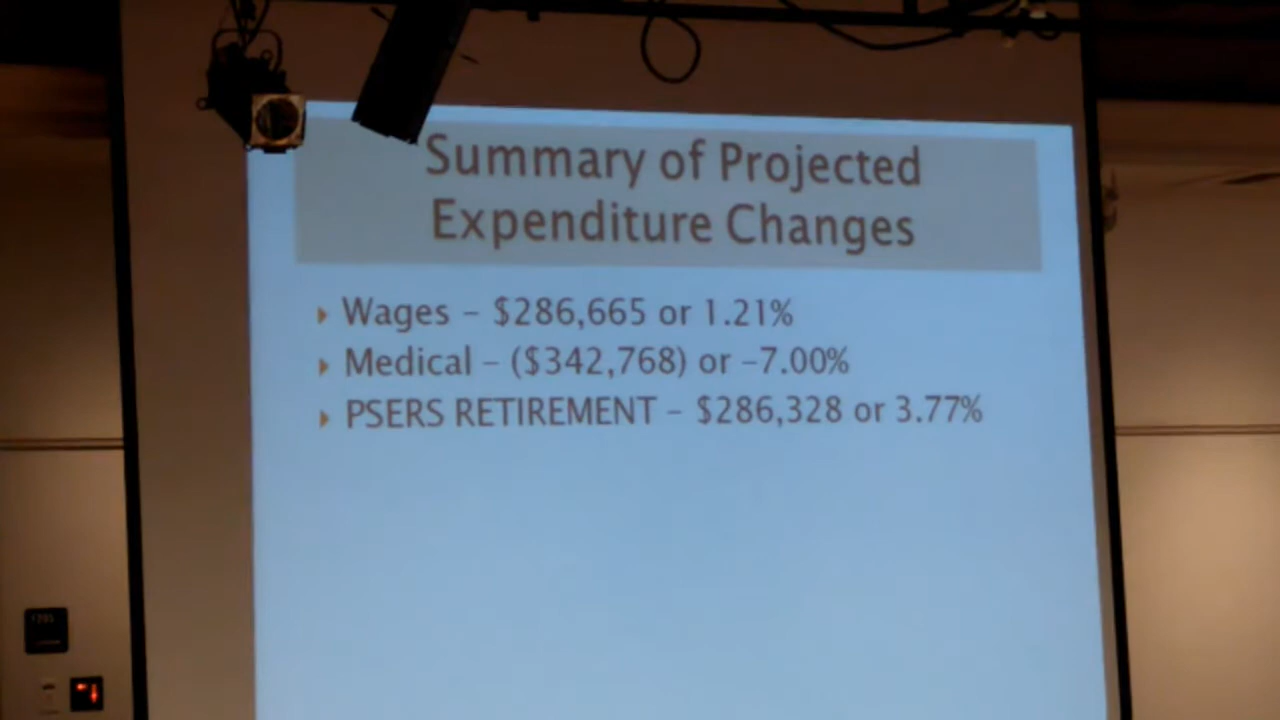 Summary of Projected
Expenditure Changes
Wages – $286,665 or 1.21%
Medical – ($342,768) or –7.00%
PSERS RETIREMENT – $286,328 or 3.77%